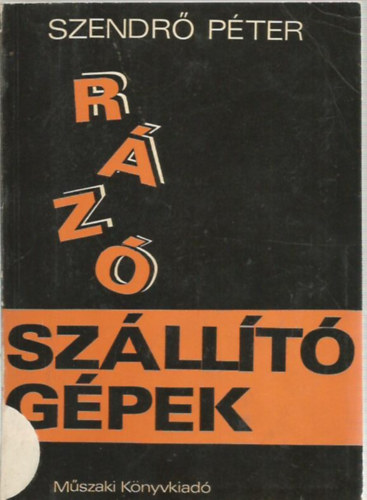 SZENDRŐ PÉTER
RÁZÓ
SZÁLLÍTÓ
GÉPEK
Műszaki Könyvkiadó